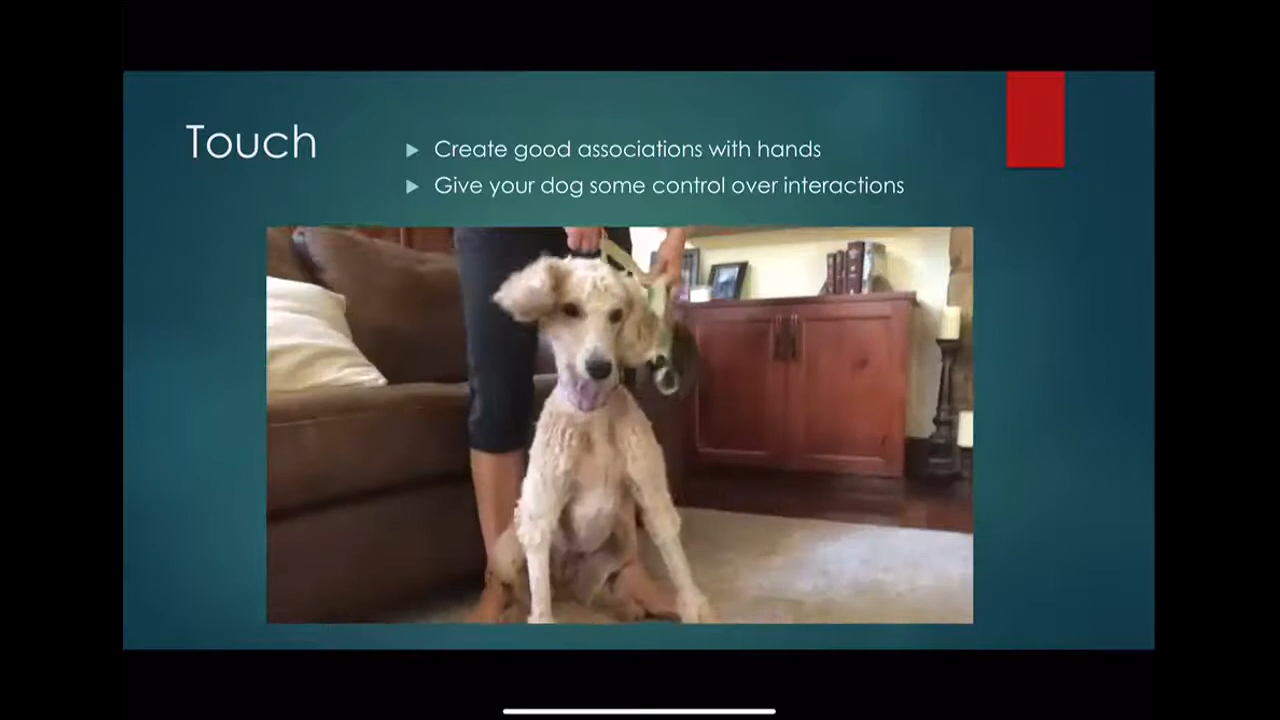 Touch
Create good associations with hands
Give your dog some control over interactions